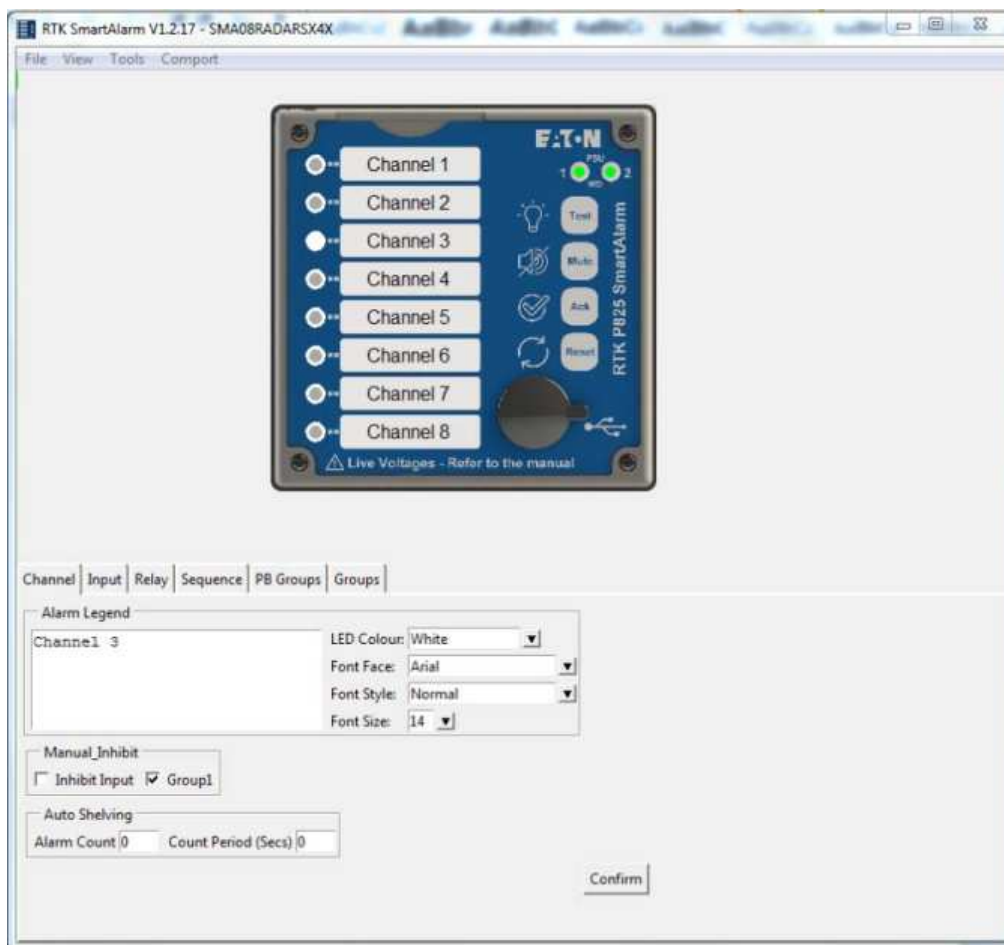 RTK SmartAlarm V1.2.17 - SMA08RADARSX4X
File View Tools Comport
EATON
Channel 1
PSU
1 2
WD
Channel 2
Test
Channel 3
Mute
Channel 4
Ack
Channel 5
Channel 6
Reset
Channel 7
Channel 8
RTK P825 SmartAlarm
Live Voltages - Refer to the manual
Channel Input Relay Sequence PB Groups Groups
Alarm Legend
Channel 3
LED Colour: White
Font Face: Arial
Font Style: Normal
Font Size: 14
Manual_Inhibit
Inhibit Input Group1
Auto Shelving
Alarm Count 0 Count Period (Secs) 0
Confirm